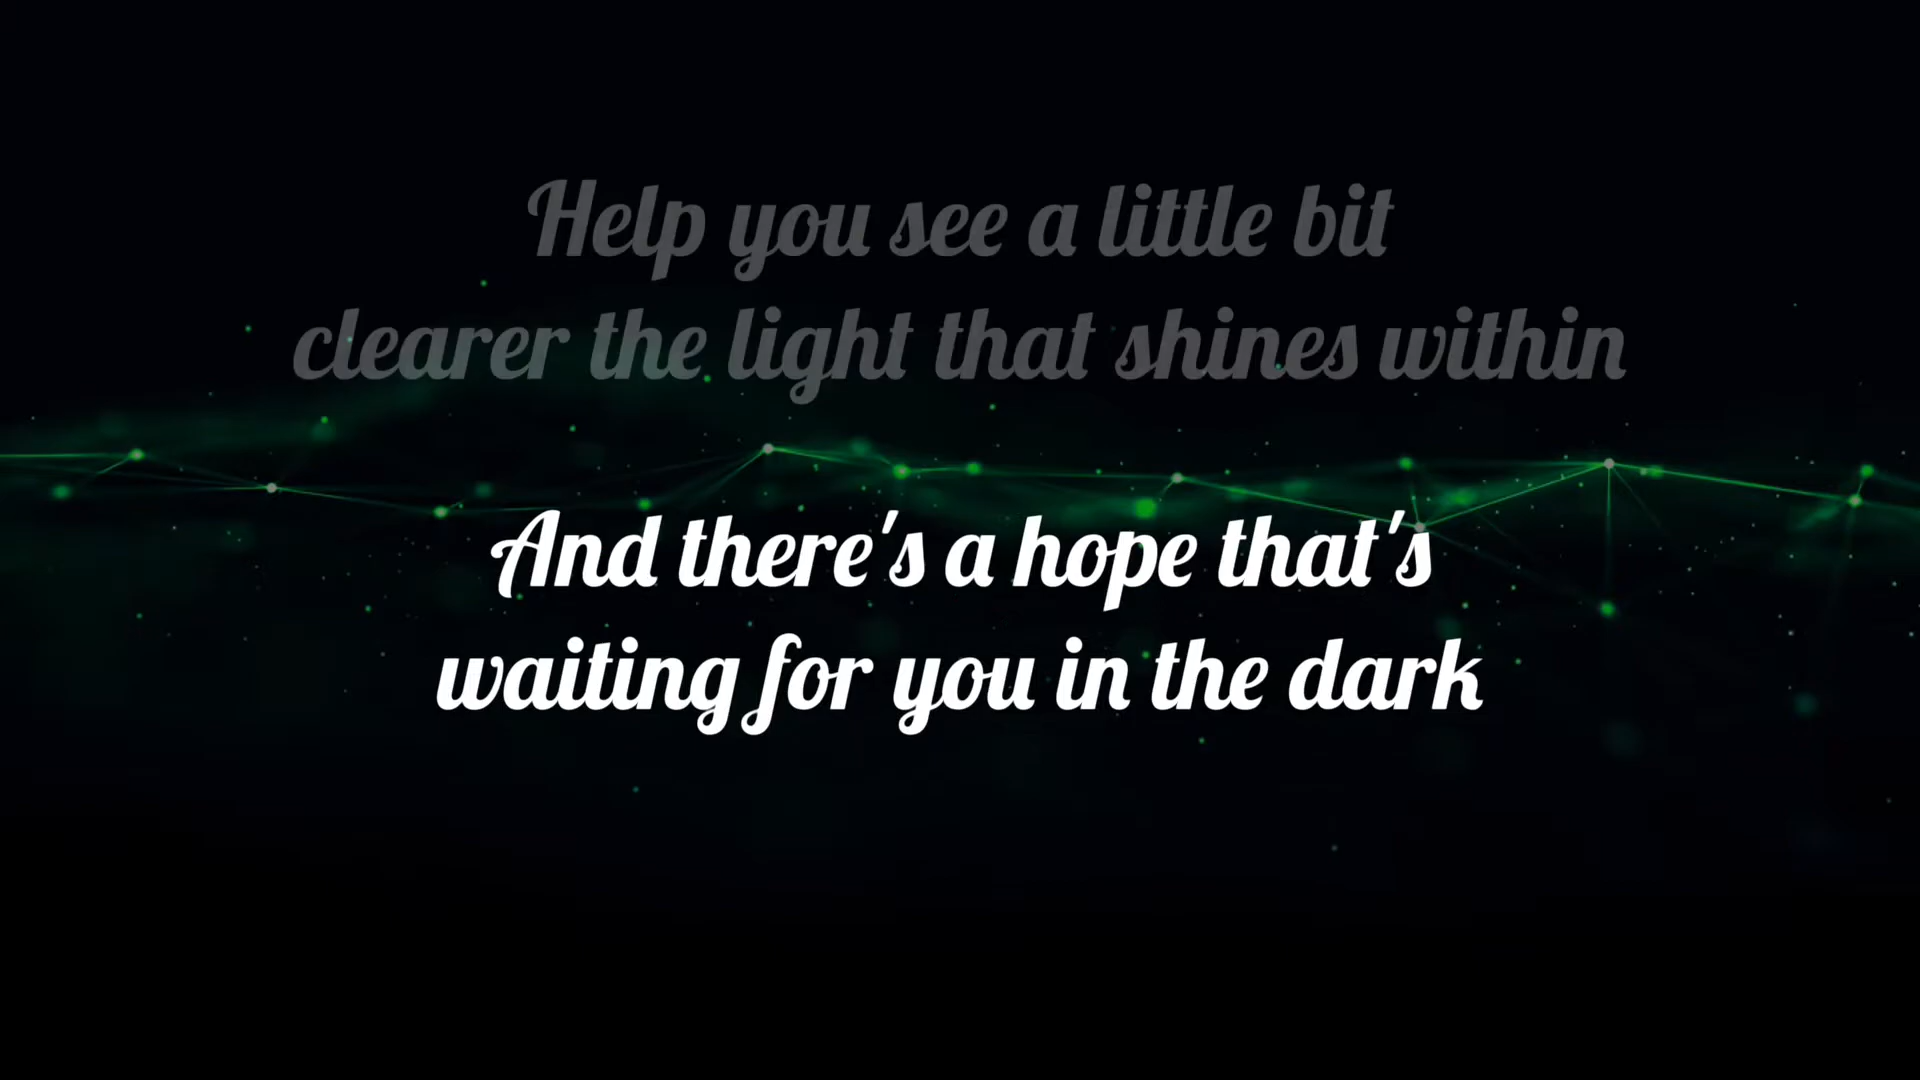 Help you see a little bit
clearer the light that shines within
And there's a hope that's
waiting for you in the dark